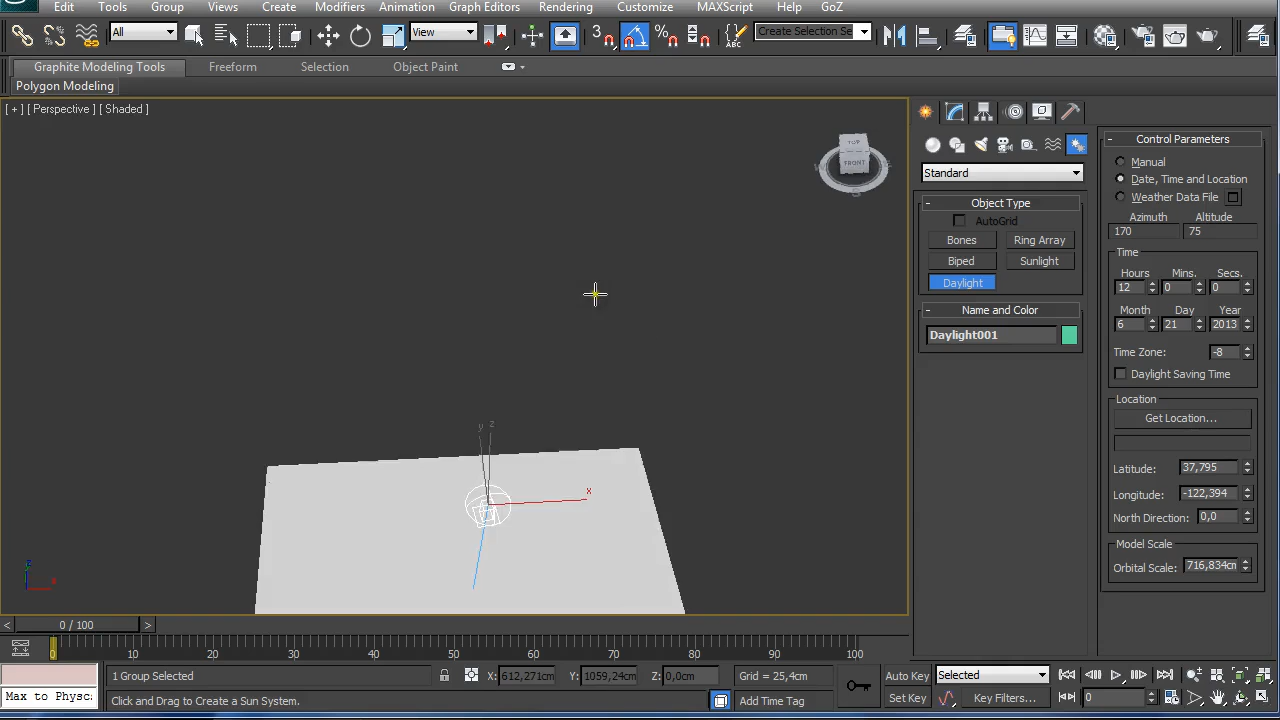 Edit Tools Group Views Create Modifiers Animation Graph Editors Rendering Customize MAXScript Help GoZ
All View 3 Create Selection Se
Graphite Modeling Tools Freeform Selection Object Paint
Polygon Modeling
[ + ] [ Perspective ] [ Shaded ]
TOP
FRONT
S
y z
x
x
Standard
- Object Type
AutoGrid
Bones Ring Array
Biped Sunlight
Daylight
- Name and Color
Daylight001
- Control Parameters
Manual
Date, Time and Location
Weather Data File
Azimuth Altitude
170 75
Time
Hours Mins. Secs.
12 0 0
Month Day Year
6 21 2013
Time Zone: -8
Daylight Saving Time
Location
Get Location...
Latitude: 37,795
Longitude: -122,394
North Direction: 0,0
Model Scale
Orbital Scale: 716,834cm
< 0 / 100 >
0 10 20 30 40 50 60 70 80 90 100
1 Group Selected X: 612,271cm Y: 1059,24cm Z: 0,0cm Grid = 25,4cm Auto Key Selected
Max to Physc Click and Drag to Create a Sun System. Add Time Tag Set Key Key Filters... 0